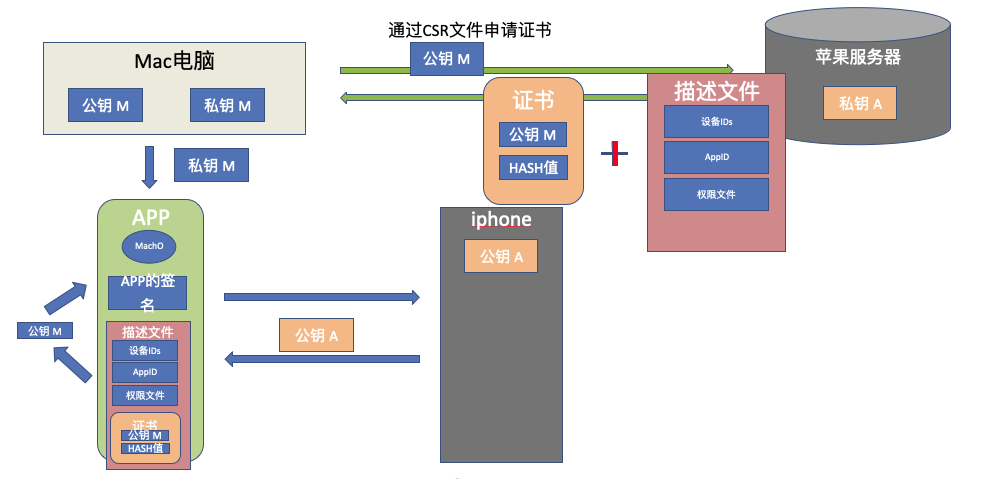 通过CSR文件申请证书
Mac电脑
公钥 M
私钥 M
公钥 M
苹果服务器
私钥 A
证书
公钥 M
HASH值
描述文件
设备IDs
AppID
权限文件
私钥 M
APP
MachO
APP的签
名
公钥 M
描述文件
设备IDs
AppID
权限文件
证书
公钥 M
HASH值
公钥 A
iphone
公钥 A